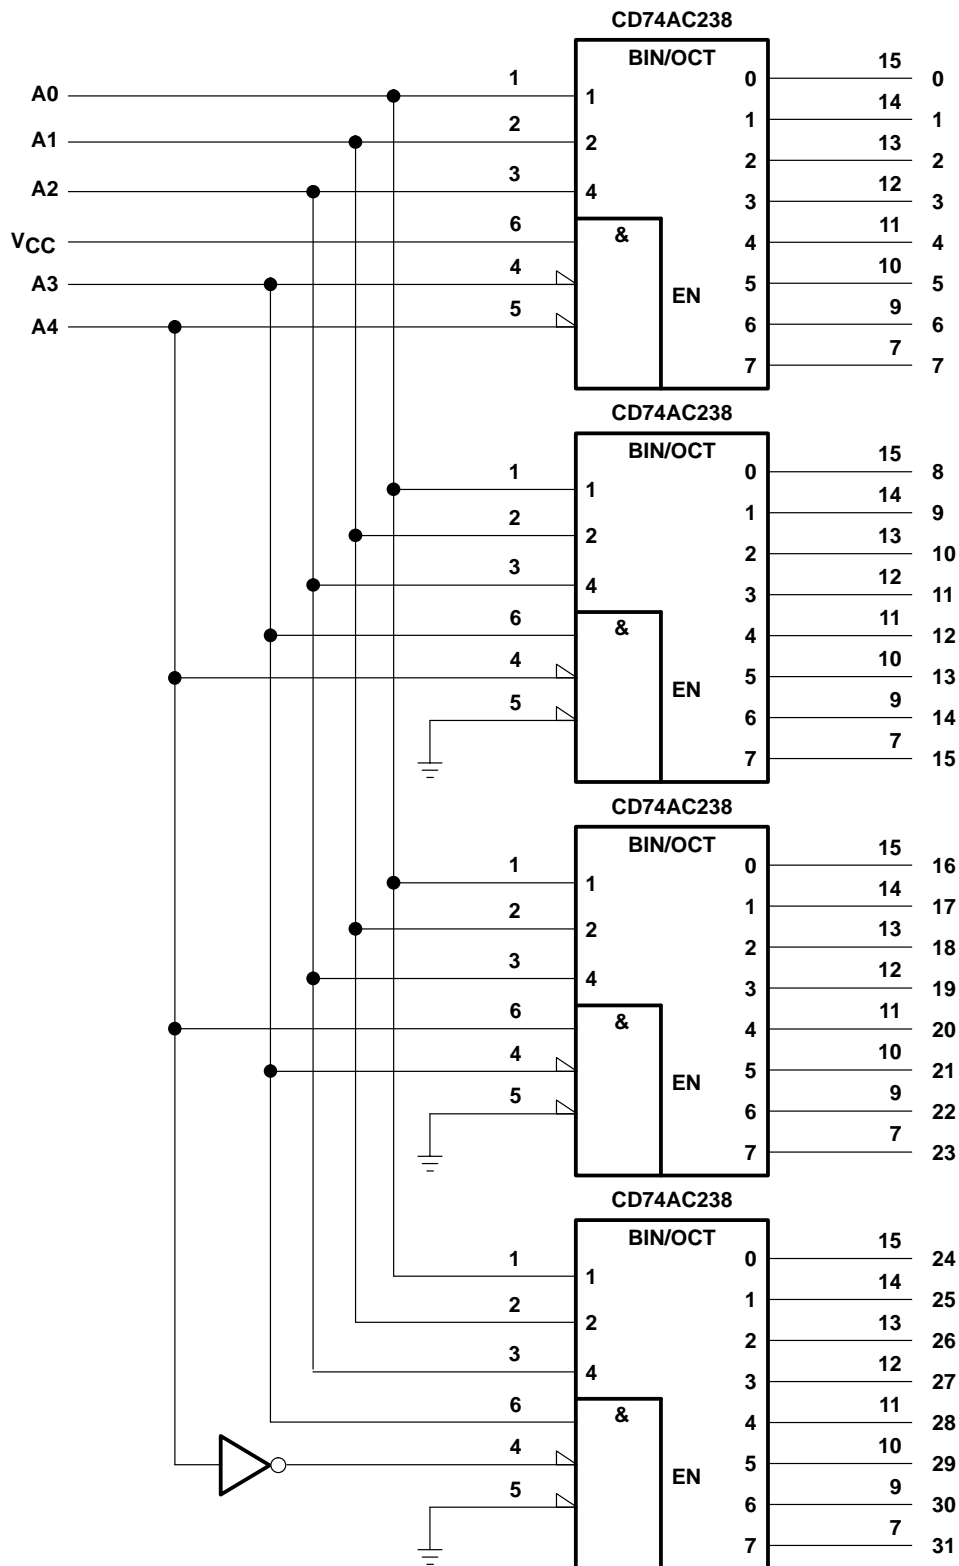 CD74AC238
BIN/OCT
A0 1 1 0 15 0
A1 2 2 1 14 1
A2 3 4 2 13 2
3 12 3
VCC 6 & 4 11 4
A3 4 EN 5 10 5
A4 5 6 9 6
7 7 7
CD74AC238
BIN/OCT
1 1 0 15 8
2 2 1 14 9
3 4 2 13 10
3 12 11
6 & 4 11 12
4 EN 5 10 13
5 6 9 14
7 7 15
CD74AC238
BIN/OCT
1 1 0 15 16
2 2 1 14 17
3 4 2 13 18
3 12 19
6 & 4 11 20
4 EN 5 10 21
5 6 9 22
7 7 23
CD74AC238
BIN/OCT
1 1 0 15 24
2 2 1 14 25
3 4 2 13 26
3 12 27
6 & 4 11 28
4 EN 5 10 29
5 6 9 30
7 7 31